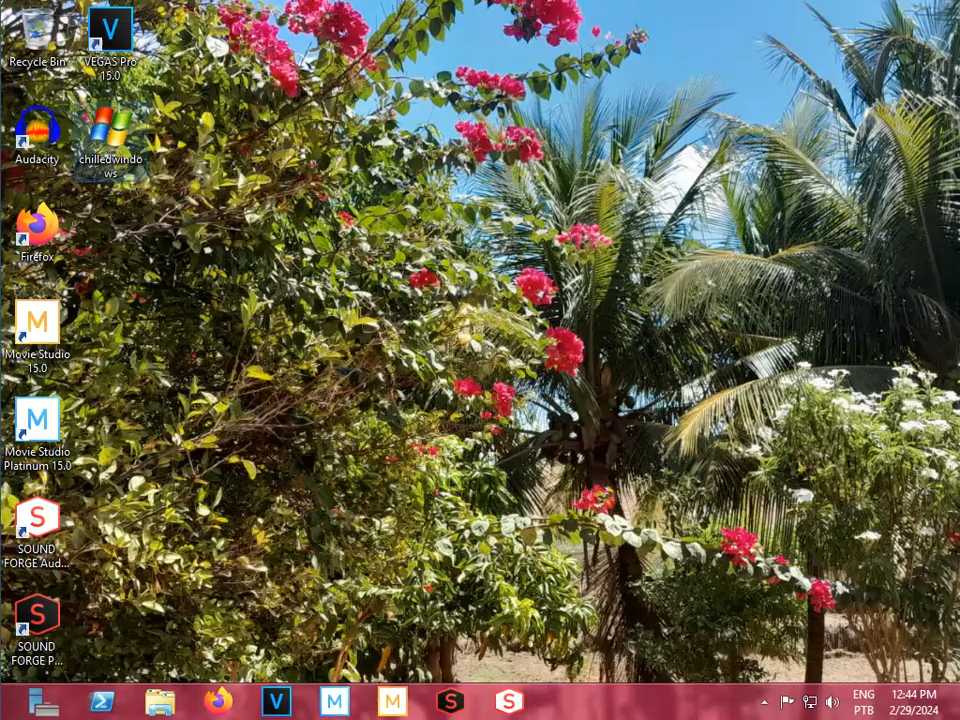 Recycle Bin
VEGAS Pro
15.0
Audacity
chilledwindo
ws
Firefox
Movie Studio
15.0
Movie Studio
Platinum 15.0
SOUND
FORGE Aud...
SOUND
FORGE P...
ENG
PTB
12:44 PM
2/29/2024